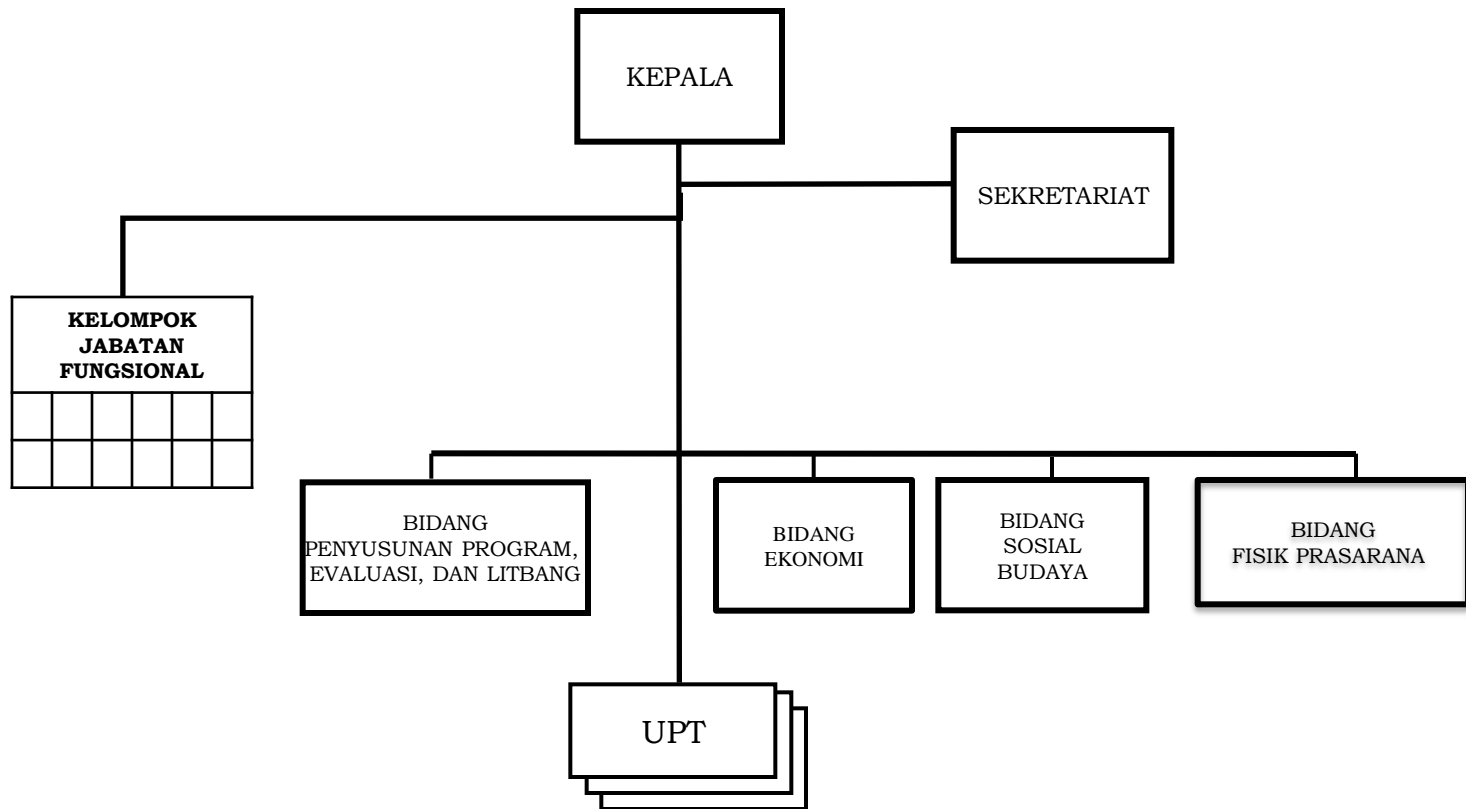 KEPALA
SEKRETARIAT
KELOMPOK
JABATAN
FUNGSIONAL
BIDANG
PENYUSUNAN PROGRAM,
EVALUASI, DAN LITBANG
BIDANG
EKONOMI
BIDANG
SOSIAL
BUDAYA
BIDANG
FISIK PRASARANA
UPT